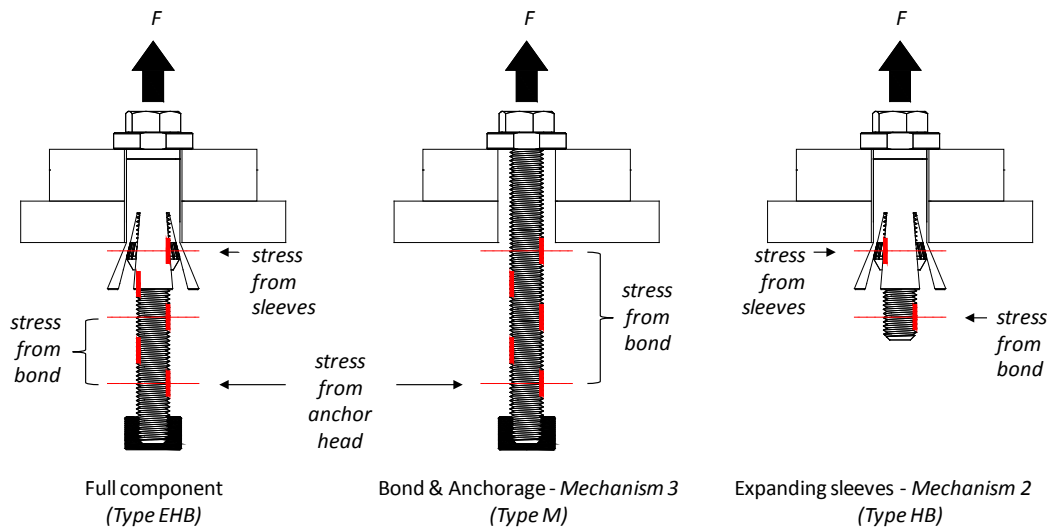 F
F
F
stress
from
sleeves
stress
from
bond
stress
from
anchor
head
stress
from
bond
stress
from
sleeves
stress
from
bond
Full component
(Type EHB)
Bond & Anchorage - Mechanism 3
(Type M)
Expanding sleeves - Mechanism 2
(Type HB)